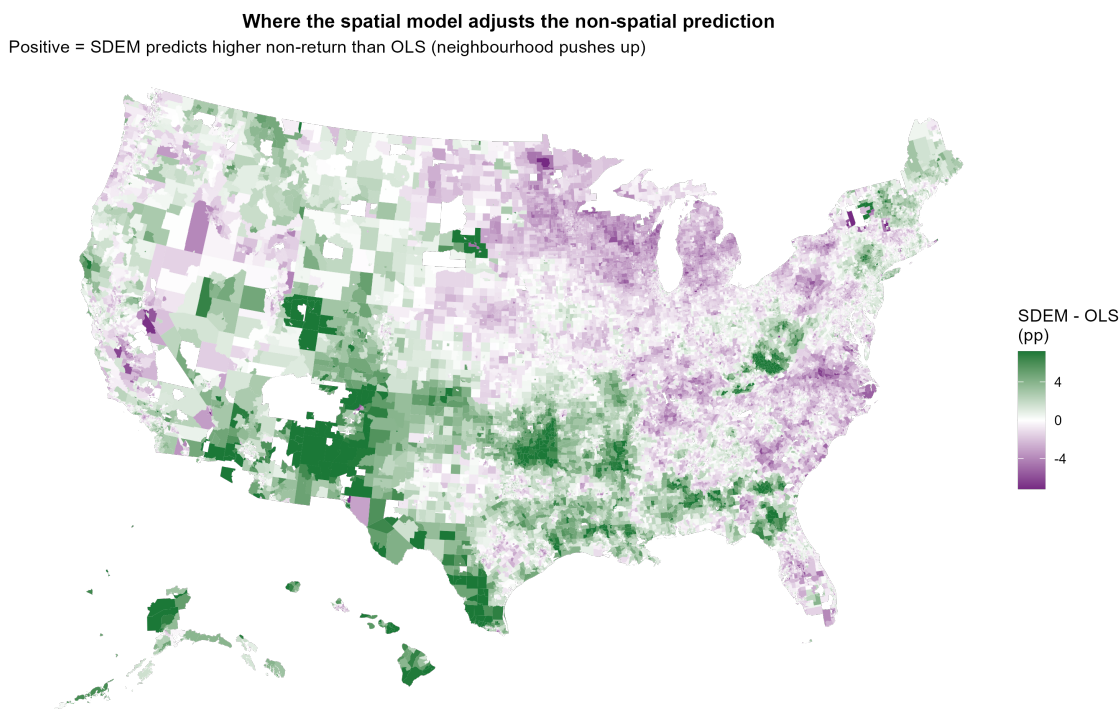 Where the spatial model adjusts the non-spatial prediction
Positive = SDEM predicts higher non-return than OLS (neighbourhood pushes up)
SDEM - OLS
(pp)
4
0
-4